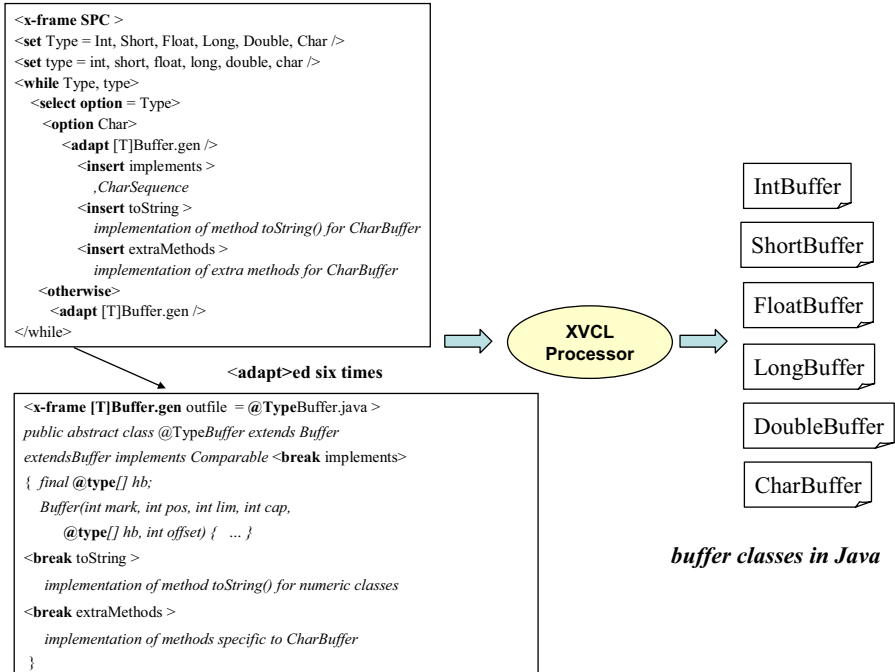 <x-frame SPC >
<set Type = Int, Short, Float, Long, Double, Char />
<set type = int, short, float, long, double, char />
<while Type, type>
<select option = Type>
<option Char>
<adapt [T]Buffer.gen />
<insert implements >
,CharSequence
<insert toString >
implementation of method toString() for CharBuffer
<insert extraMethods >
implementation of extra methods for CharBuffer
<otherwise>
<adapt [T]Buffer.gen />
</while>
<adapt>ed six times
<x-frame [T]Buffer.gen outfile = @TypeBuffer.java >
public abstract class @TypeBuffer extends Buffer
extendsBuffer implements Comparable <break implements>
{ final @type[] hb;
Buffer(int mark, int pos, int lim, int cap,
@type[] hb, int offset) { ... }
<break toString >
implementation of method toString() for numeric classes
<break extraMethods >
implementation of methods specific to CharBuffer
}
XVCL
Processor
IntBuffer
ShortBuffer
FloatBuffer
LongBuffer
DoubleBuffer
CharBuffer
buffer classes in Java